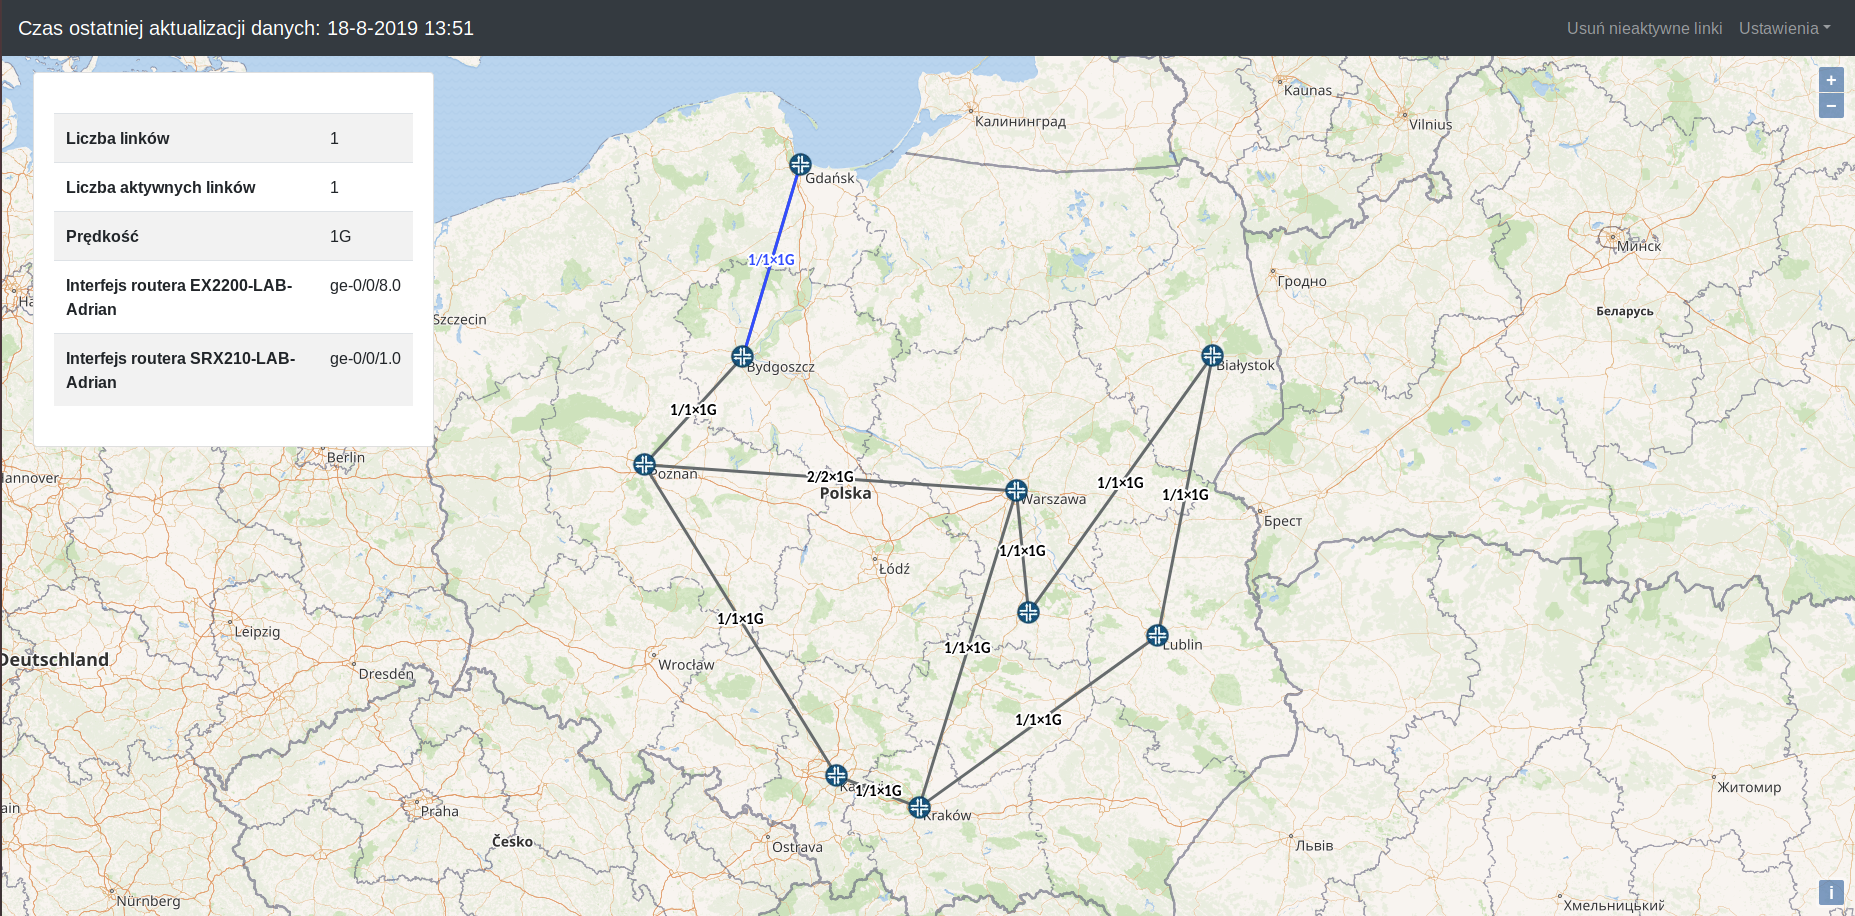 Czas ostatniej aktualizacji danych: 18-8-2019 13:51
Usuń nieaktywne linki Ustawienia
Liczba linków 1
Liczba aktywnych linków 1
Prędkość 1G
Interfejs routera EX2200-LAB- ge-0/0/8.0
Adrian
Interfejs routera SRX210-LAB- ge-0/0/1.0
Adrian
+
−
Kaunas
Калининград
Vilnius
Gdańsk
Минск
1/1×1G
Гродно
Беларусь
Szczecin
Bydgoszcz
Białystok
1/1×1G
Berlin
Poznan
2/2×1G
Polska
1/1×1G
1/1×1G
Warszawa
Брест
1/1×1G
Łódź
1/1×1G
Leipzig
Lublin
1/1×1G
Deutschland
Wrocław
Dresden
1/1×1G
1/1×1G
Житомир
Praha
Kraków
Česko
Ostrava
Львів
Nürnberg
Хмельницький
i